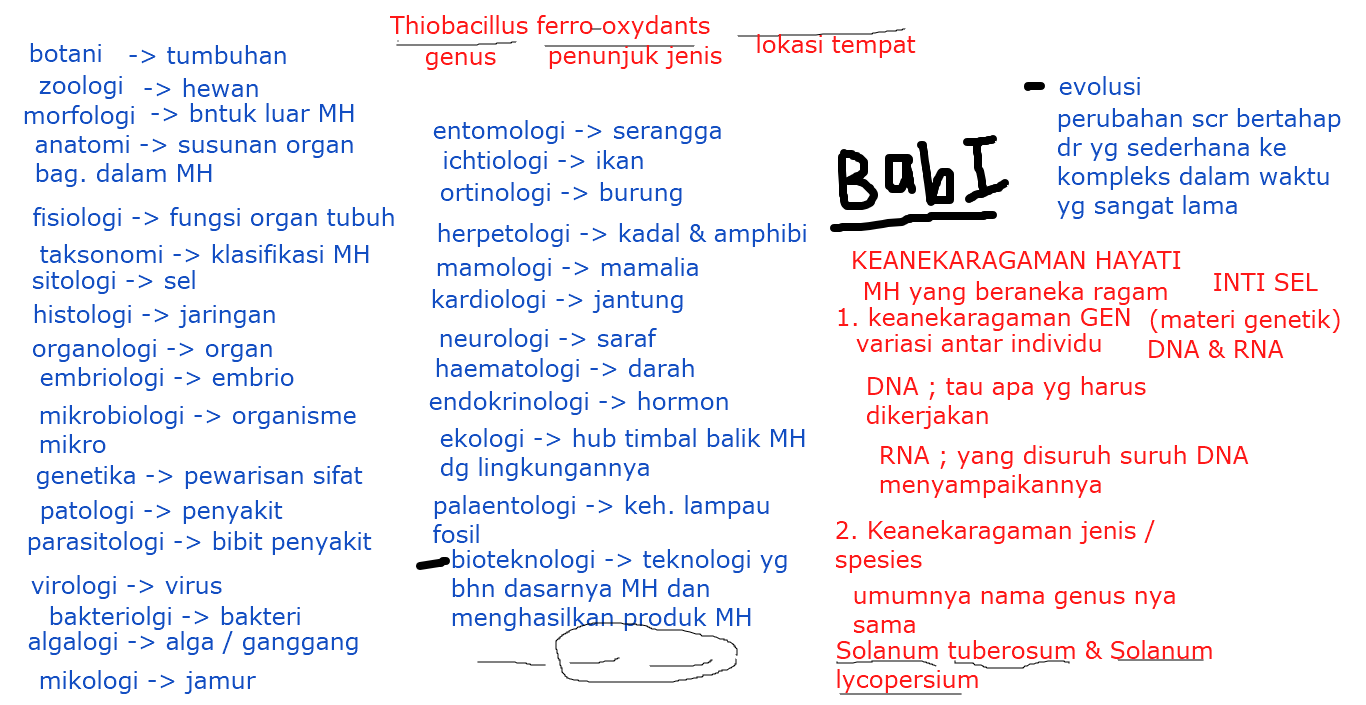 Thiobacillus ferro oxydants
genus penunjuk jenis lokasi tempat
botani -> tumbuhan
zoologi -> hewan
morfologi -> bntuk luar MH
anatomi -> susunan organ
bag. dalam MH
fisiologi -> fungsi organ tubuh
taksonomi -> klasifikasi MH
sitologi -> sel
histologi -> jaringan
organologi -> organ
embriologi -> embrio
mikrobiologi -> organisme
mikro
genetika -> pewarisan sifat
patologi -> penyakit
parasitologi -> bibit penyakit
virologi -> virus
bakteriolgi -> bakteri
algalogi -> alga / ganggang
mikologi -> jamur
entomologi -> serangga
ichtiologi -> ikan
ortinologi -> burung
herpetologi -> kadal & amphibi
mamologi -> mamalia
kardiologi -> jantung
neurologi -> saraf
haematologi -> darah
endokrinologi -> hormon
ekologi -> hub timbal balik MH
dg lingkungannya
palaentologi -> keh. lampau
fosil
bioteknologi -> teknologi yg
bhn dasarnya MH dan
menghasilkan produk MH
evolusi
perubahan scr bertahap
dr yg sederhana ke
kompleks dalam waktu
yg sangat lama
Bab I
KEANEKARAGAMAN HAYATI
MH yang beraneka ragam
1. keanekaragaman GEN
variasi antar individu
INTI SEL
(materi genetik)
DNA & RNA
DNA ; tau apa yg harus
dikerjakan
RNA ; yang disuruh suruh DNA
menyampaikannya
2. Keanekaragaman jenis /
spesies
umumnya nama genus nya
sama
Solanum tuberosum & Solanum
lycopersium